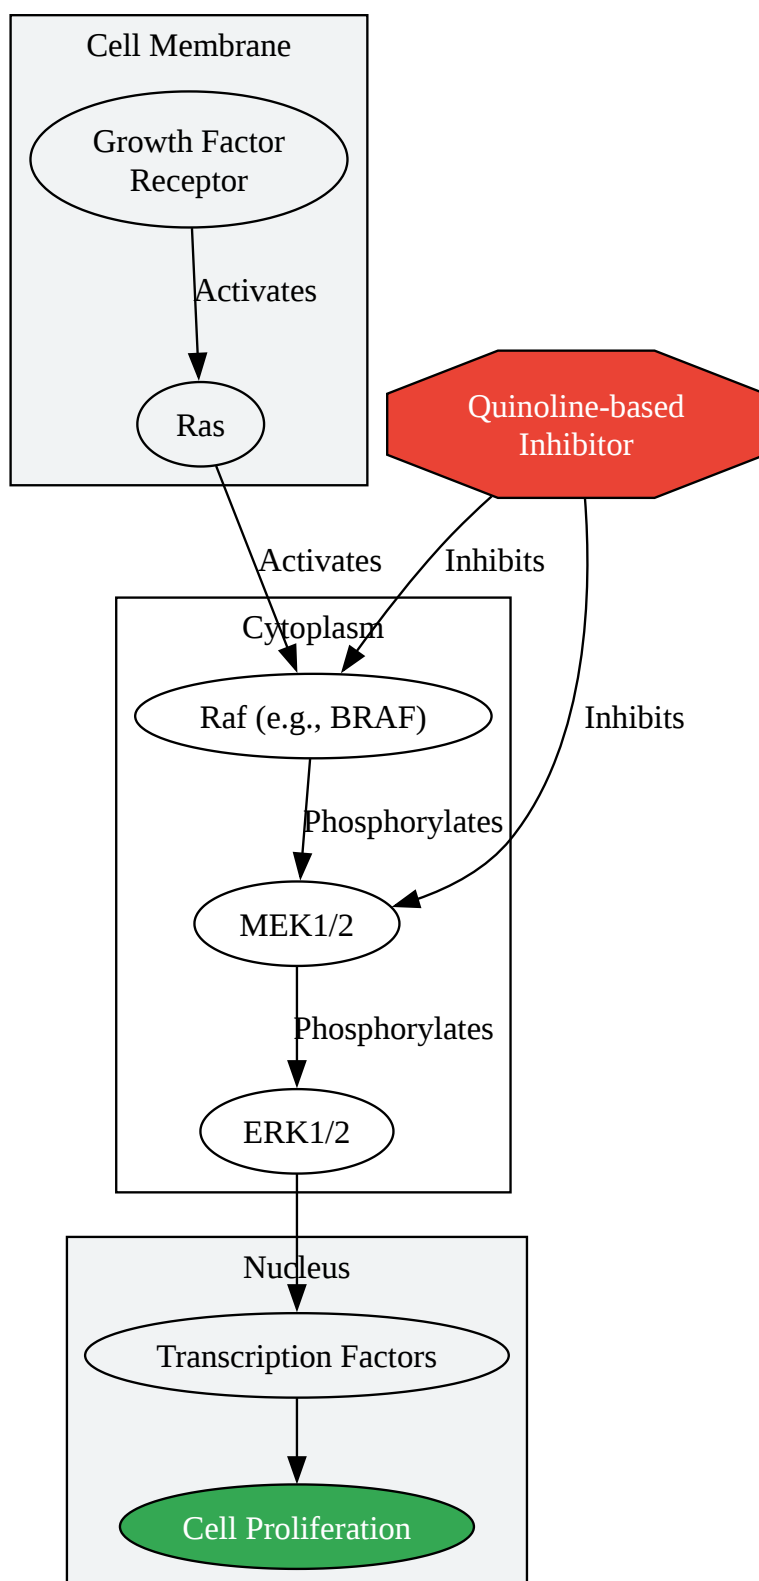 Cell Membrane
Growth Factor
Receptor
Activates
Ras
Quinoline-based
Inhibitor
Activates
Inhibits
Cytoplasm
Raf (e.g., BRAF)
Inhibits
Phosphorylates
MEK1/2
Phosphorylates
ERK1/2
Nucleus
Transcription Factors
Cell Proliferation